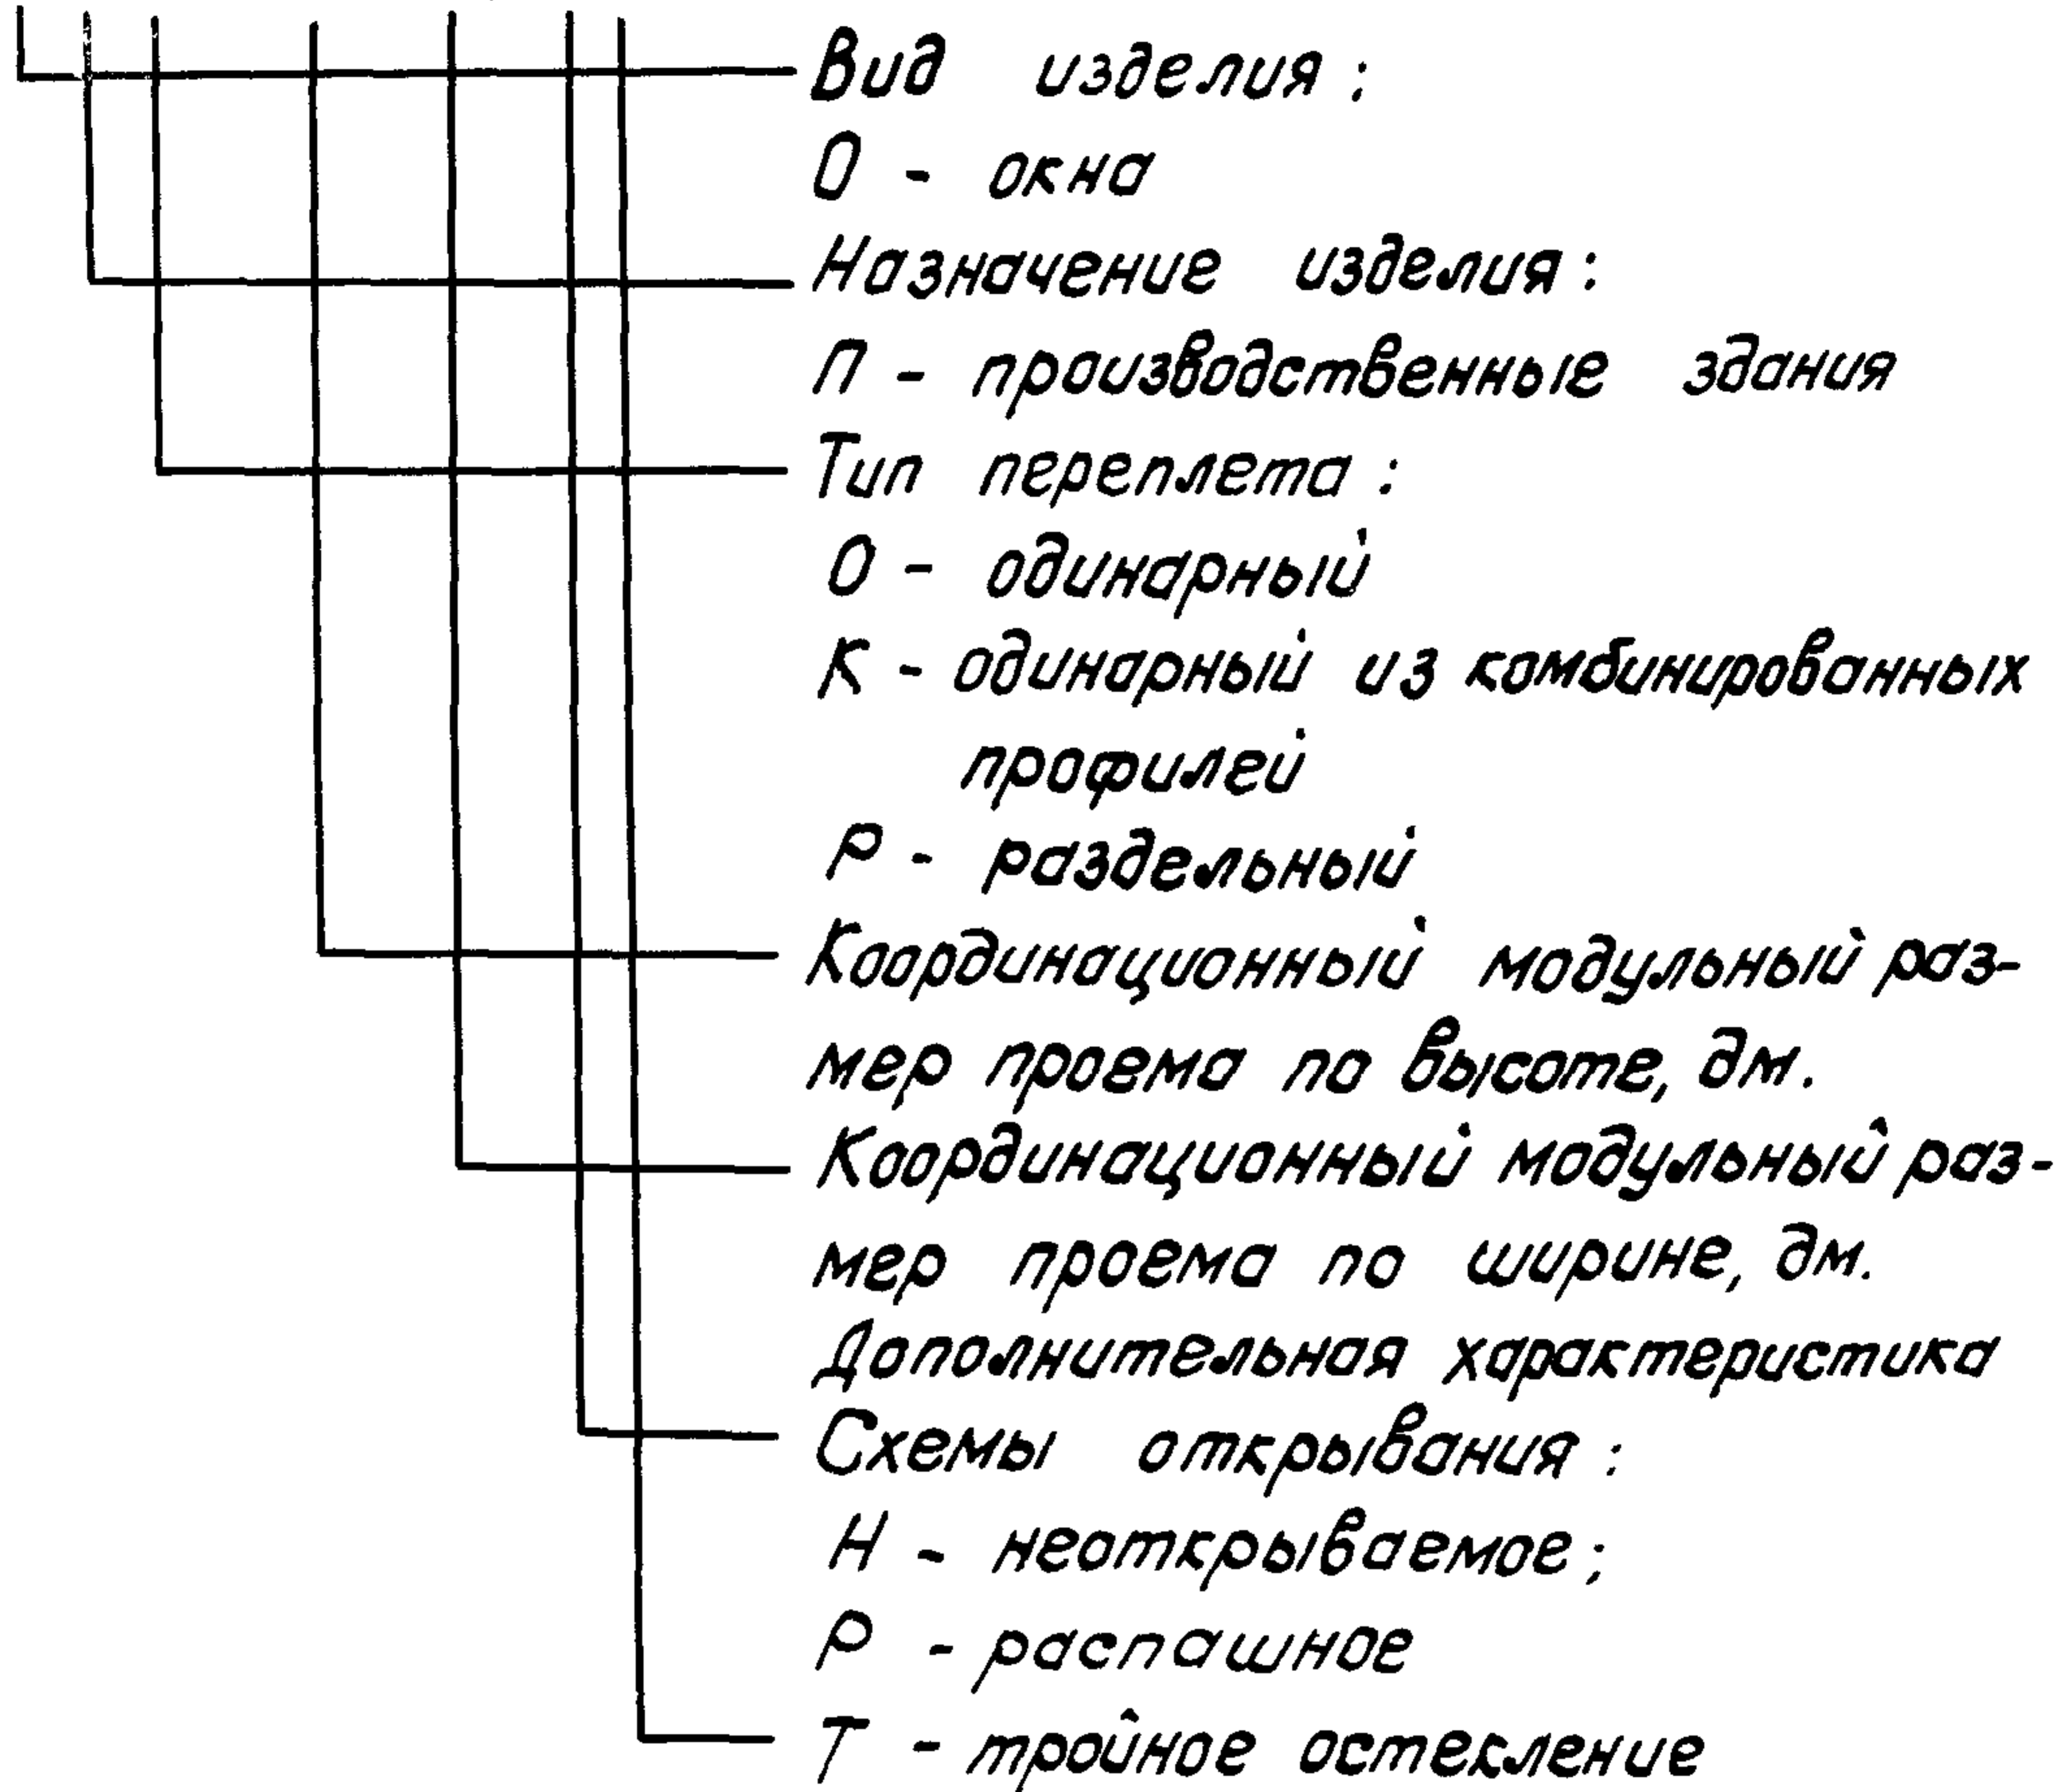 Вид изделия:
О - окна
Назначение изделия:
П - производственные здания
Тип переплета:
О - одинарный
К - одинарный из комбинированных
профилей
Р - раздельный
Координационный модульный раз-
мер проема по высоте, дм.
Координационный модульный раз-
мер проема по ширине, дм.
Дополнительная характеристика
Схемы открывания:
Н - неоткрываемое;
Р - распашное
Т - тройное остекление